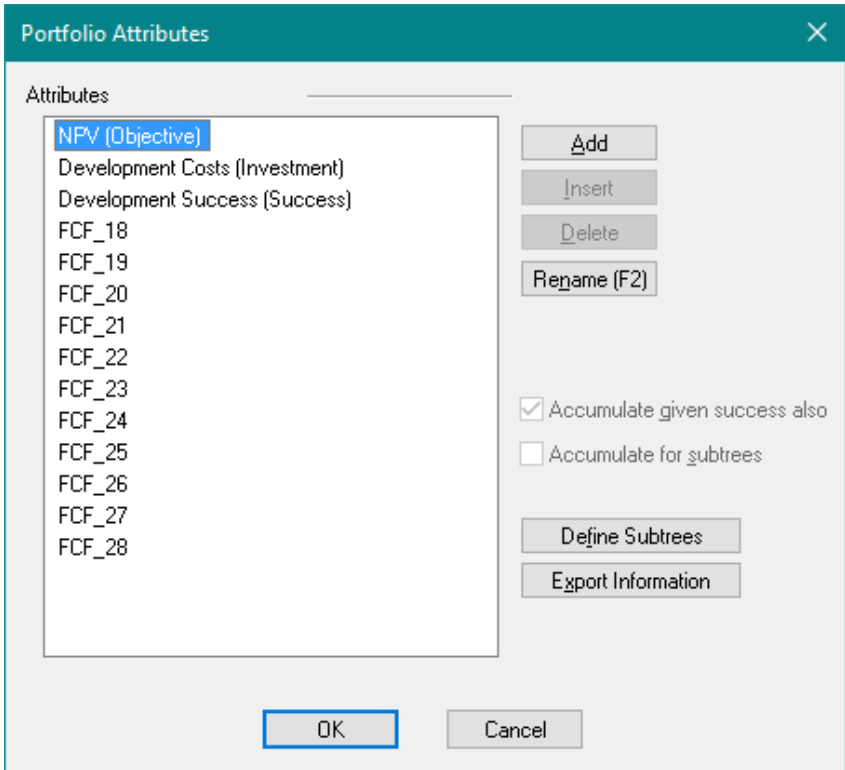 Portfolio Attributes
Attributes
NPV (Objective)
Development Costs (Investment)
Development Success (Success)
FCF_18
FCF_19
FCF_20
FCF_21
FCF_22
FCF_23
FCF_24
FCF_25
FCF_26
FCF_27
FCF_28
Add
Insert
Delete
Rename (F2)
Accumulate given success also
Accumulate for subtrees
Define Subtrees
Export Information
OK
Cancel